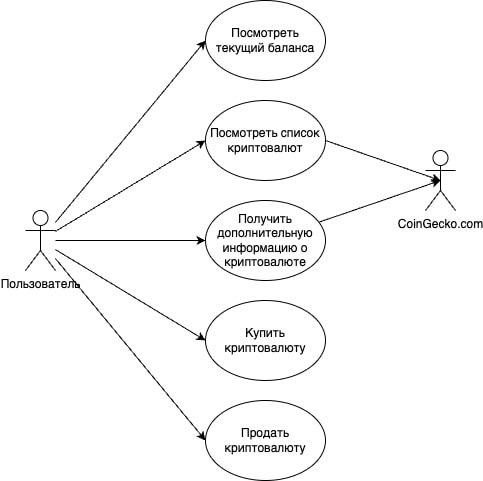 Посмотреть
текущий баланса
Посмотреть список
криптовалют
CoinGecko.com
Получить
дополнительную
информацию о
криптовалюте
Пользователь
Купить
криптовалюту
Продать
криптовалюту